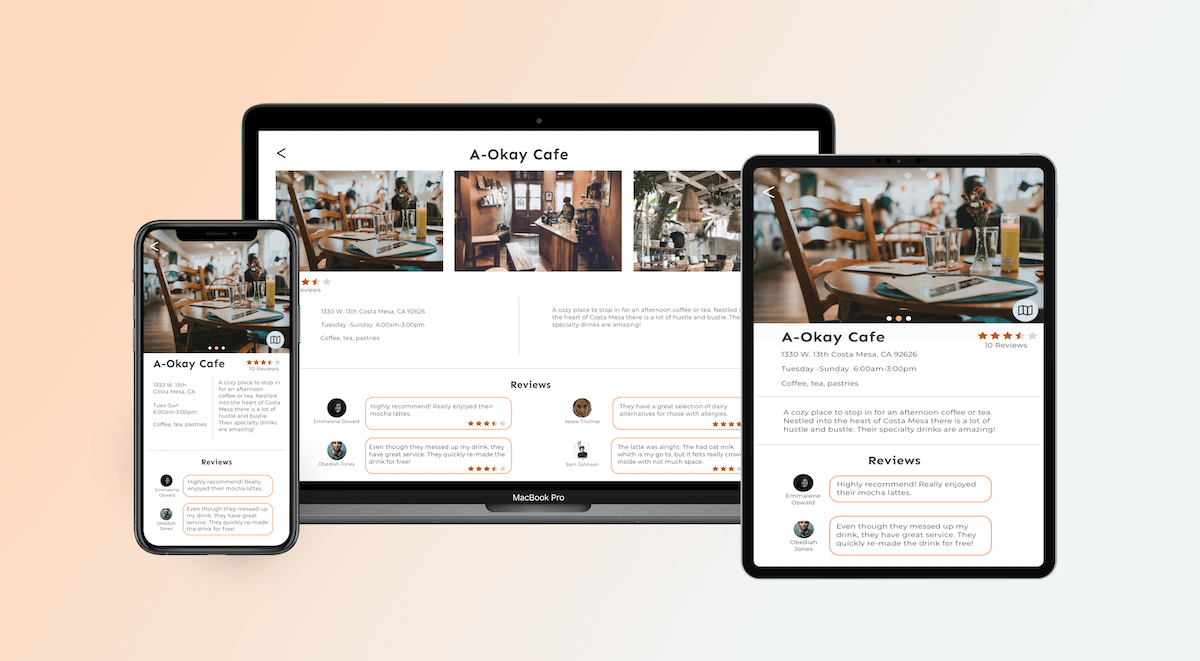 <
A-Okay Cafe
eviews
1330 W. 13th Costa Mesa, CA 92626
Tuesday -Sunday 6:00am-3:00pm
Coffee, tea, pastries
A cozy place to stop in for an afternoon coffee or tea. Nestled in
the heart of Costa Mesa there is a lot of hustle and bustle. Their
specialty drinks are amazing!
Reviews
Emmalene Oswald
Highly recommend! Really enjoyed their
mocha lattes.
Jessie Thomas
They have a great selection of dairy
alternatives for those with allergies.
Obediah Jones
Even though they messed up my drink, they
have great service. They quickly re-made the
drink for free!
Sam Johnson
The latte was alright. The had oat milk
which is my go to, but it felts really crow
inside with not much space.
MacBook Pro
<
A-Okay Cafe
10 Reviews
1330 W. 13th
Costa Mesa, CA
Tues-Sun
6:00am-3:00pm
Coffee, tea, pastries
A cozy place to stop in
for an afternoon coffee
or tea. Nestled into
the heart of Costa Mesa
there is a lot of
hustle and bustle. Their
specialty drinks
are amazing!
Reviews
Emmalene
Oswald
Highly recommend! Really
enjoyed their mocha lattes.
Obediah
Jones
Even though they messed up
my drink, they have great
service. They quickly re-made
the drink for free!
<
A-Okay Cafe
10 Reviews
1330 W. 13th Costa Mesa, CA 92626
Tuesday -Sunday 6:00am-3:00pm
Coffee, tea, pastries
A cozy place to stop in for an afternoon coffee or tea.
Nestled into the heart of Costa Mesa there is a lot of
hustle and bustle. Their specialty drinks are amazing!
Reviews
Emmalene
Oswald
Highly recommend! Really enjoyed
their mocha lattes.
Obediah
Jones
Even though they messed up my
drink, they have great service. They
quickly re-made the drink for free!